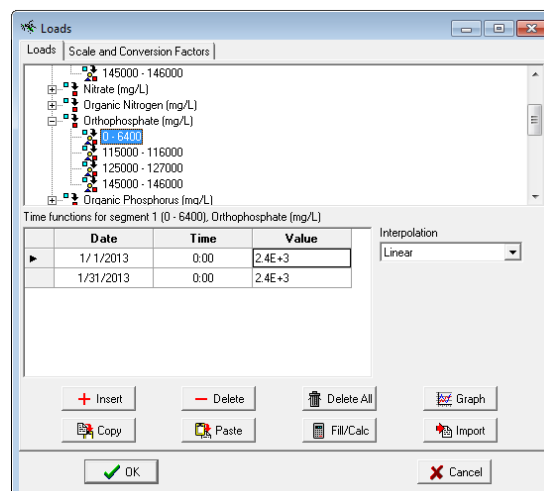 Loads
Loads Scale and Conversion Factors
145000 - 146000
Nitrate (mg/L)
Organic Nitrogen (mg/L)
Orthophosphate (mg/L)
0 - 6400
115000 - 116000
125000 - 127000
145000 - 146000
Organic Phosphorus (mg/L)
Time functions for segment 1 (0 - 6400), Orthophosphate (mg/L)
Date Time Value
1/ 1/2013 0:00 2.4E+3
1/31/2013 0:00 2.4E+3
Interpolation
Linear
Insert Delete Delete All Graph
Copy Paste Fill/Calc Import
OK Cancel